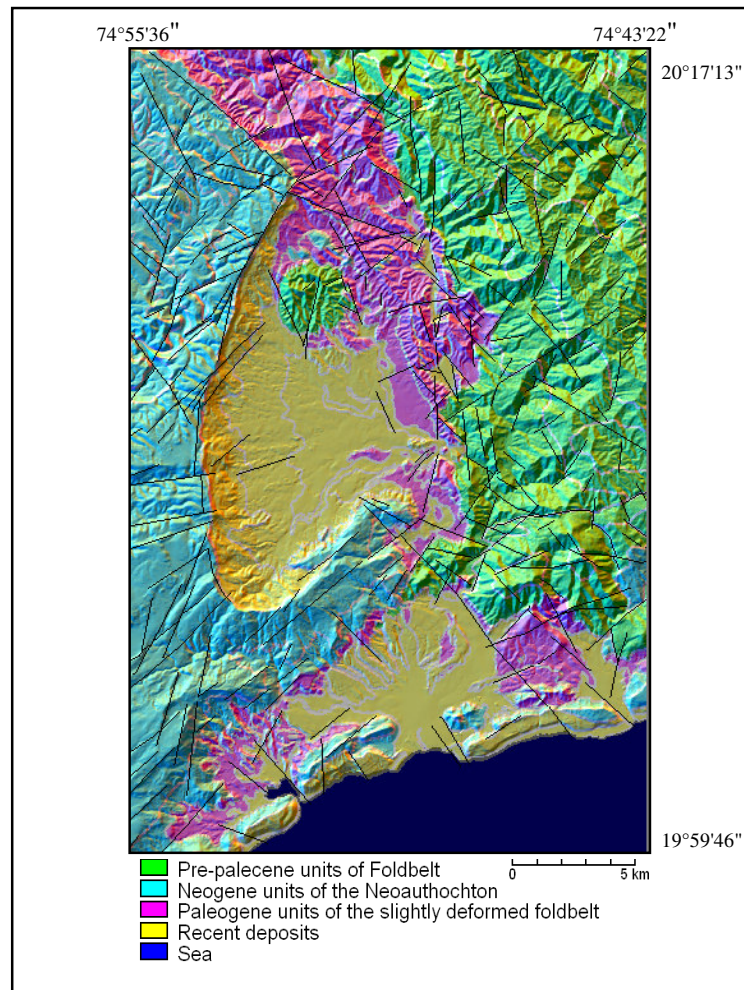 74°55'36" 74°43'22"
20°17'13"
19°59'46"
Pre-palecene units of Foldbelt
0 5 km
Neogene units of the Neoauthochton
Paleogene units of the slightly deformed foldbelt
Recent deposits
Sea